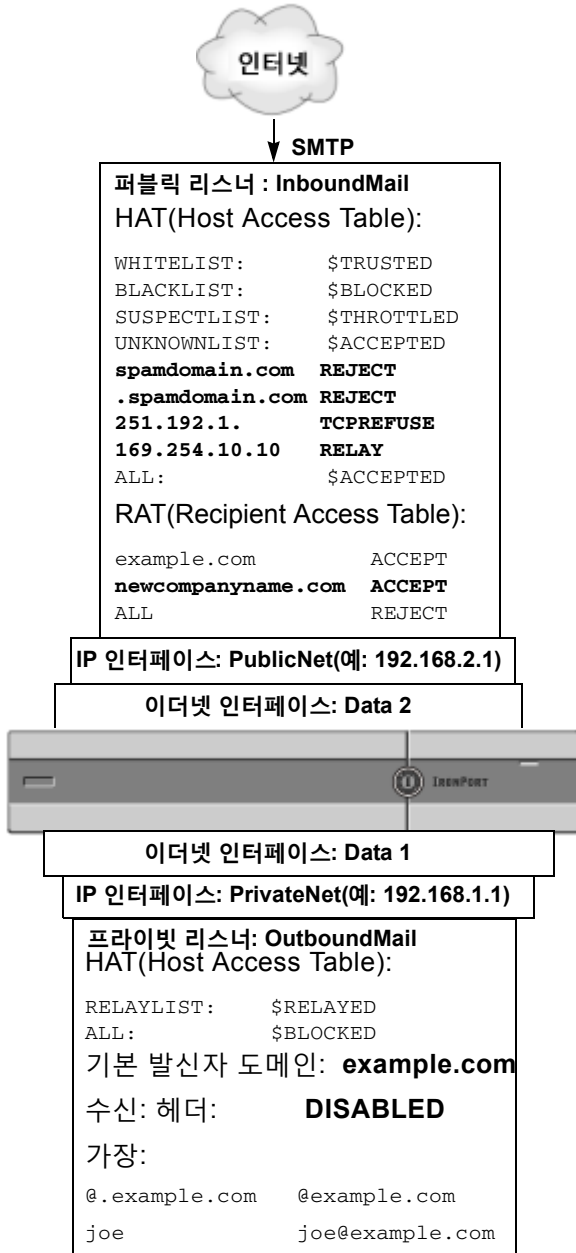 인터넷
SMTP
퍼블릭 리스너 : InboundMail
HAT(Host Access Table):
WHITELIST: $TRUSTED
BLACKLIST: $BLOCKED
SUSPECTLIST: $THROTTLED
UNKNOWNLIST: $ACCEPTED
spamdomain.com REJECT
.spamdomain.com REJECT
251.192.1. TCPREFUSE
169.254.10.10 RELAY
ALL: $ACCEPTED
RAT(Recipient Access Table):
example.com ACCEPT
newcompanyname.com ACCEPT
ALL REJECT
IP 인터페이스: PublicNet(예: 192.168.2.1)
이더넷 인터페이스: Data 2
IRONPORT
이더넷 인터페이스: Data 1
IP 인터페이스: PrivateNet(예: 192.168.1.1)
프라이빗 리스너: OutboundMail
HAT(Host Access Table):
RELAYLIST: $RELAYED
ALL: $BLOCKED
기본 발신자 도메인: example.com
수신: 헤더: DISABLED
가장:
@.example.com @example.com
joe joe@example.com